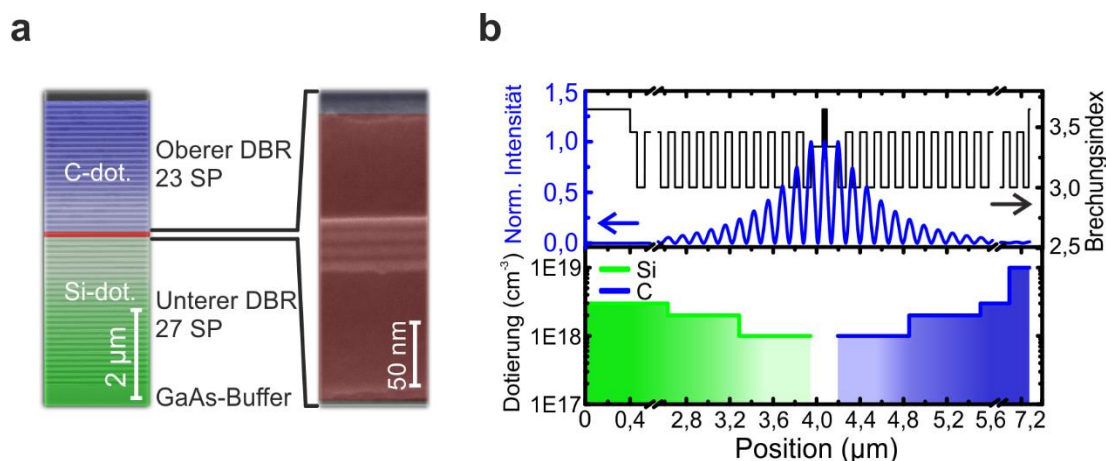 a
C-dot.
Oberer DBR
23 SP
Si-dot.
Unterer DBR
27 SP
2 µm
GaAs-Buffer
50 nm
b
Norm. Intensität
1,5
1,0
0,5
0,0
Brechungsindex
3,5
3,0
2,5
Dotierung (cm⁻³)
1E19
1E18
1E17
Si
C
0 0,4 2,8 3,2 3,6 4,0 4,4 4,8 5,2 5,6 7,2
Position (µm)